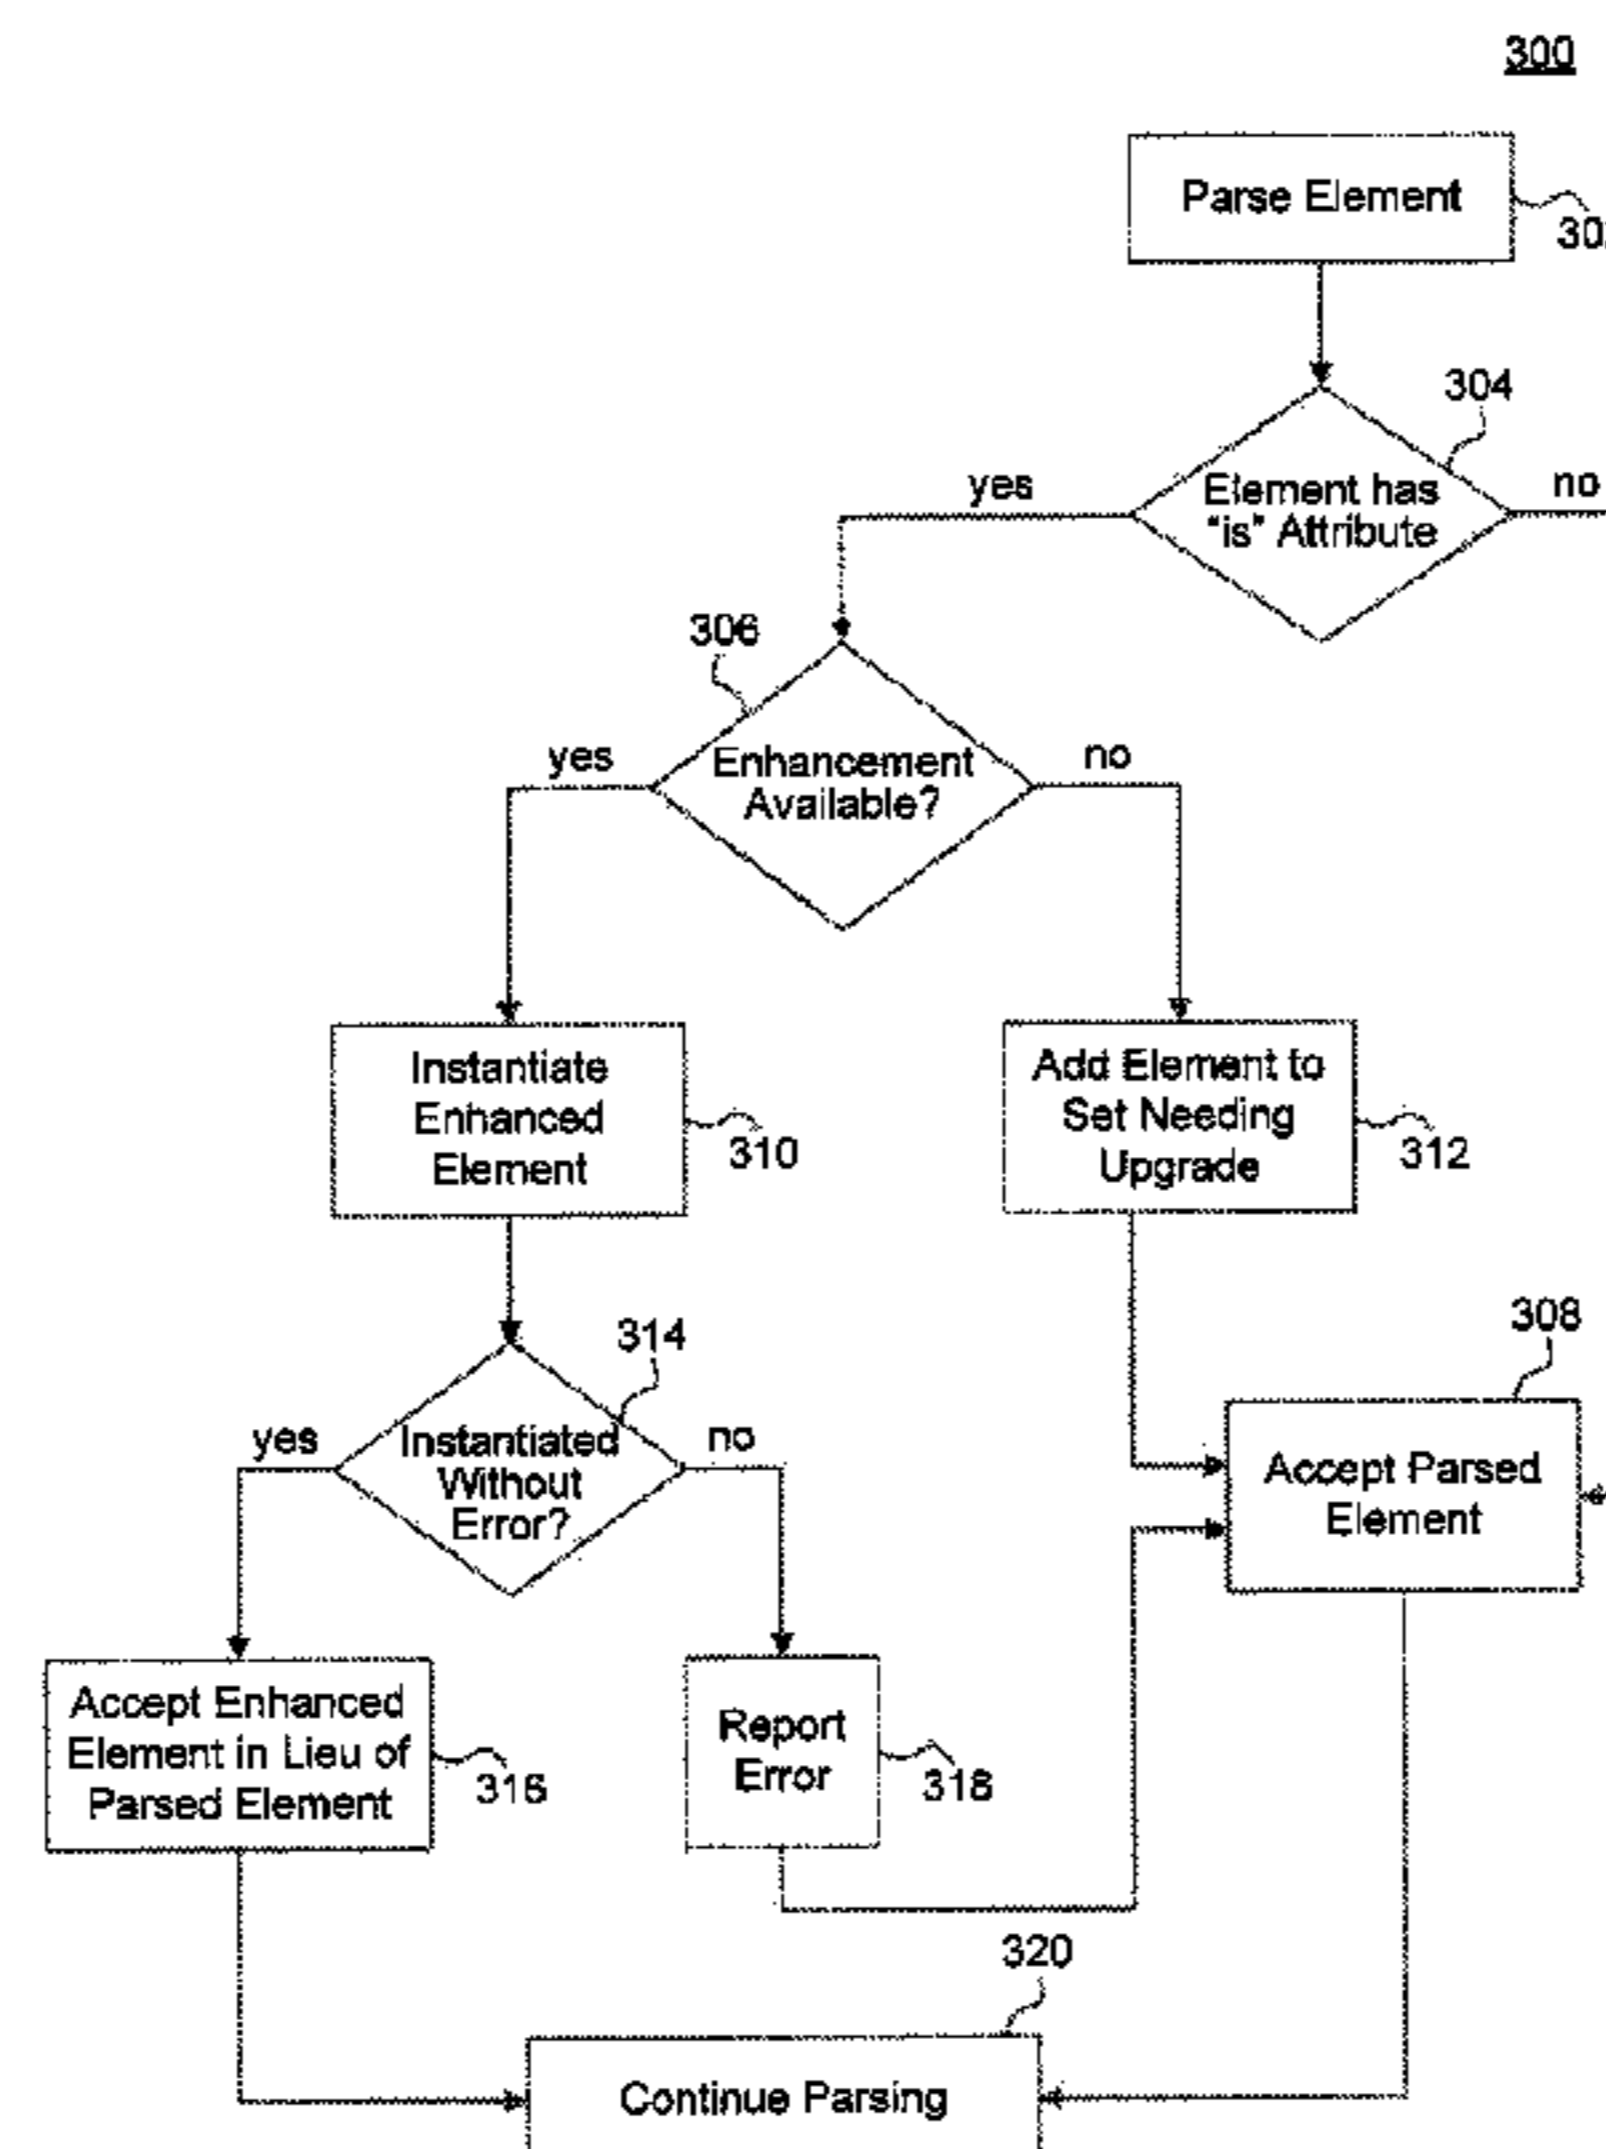 300
Parse Element
304
Element has
"is" Attribute
yes
no
306
Enhancement
Available?
yes
no
Instantiate
Enhanced
Element
310
Add Element to
Set Needing
Upgrade
312
308
314
Instantiated
Without
Error?
yes
no
Accept Parsed
Element
Accept Enhanced
Element in Lieu of
Parsed Element
316
Report
Error
318
320
Continue Parsing